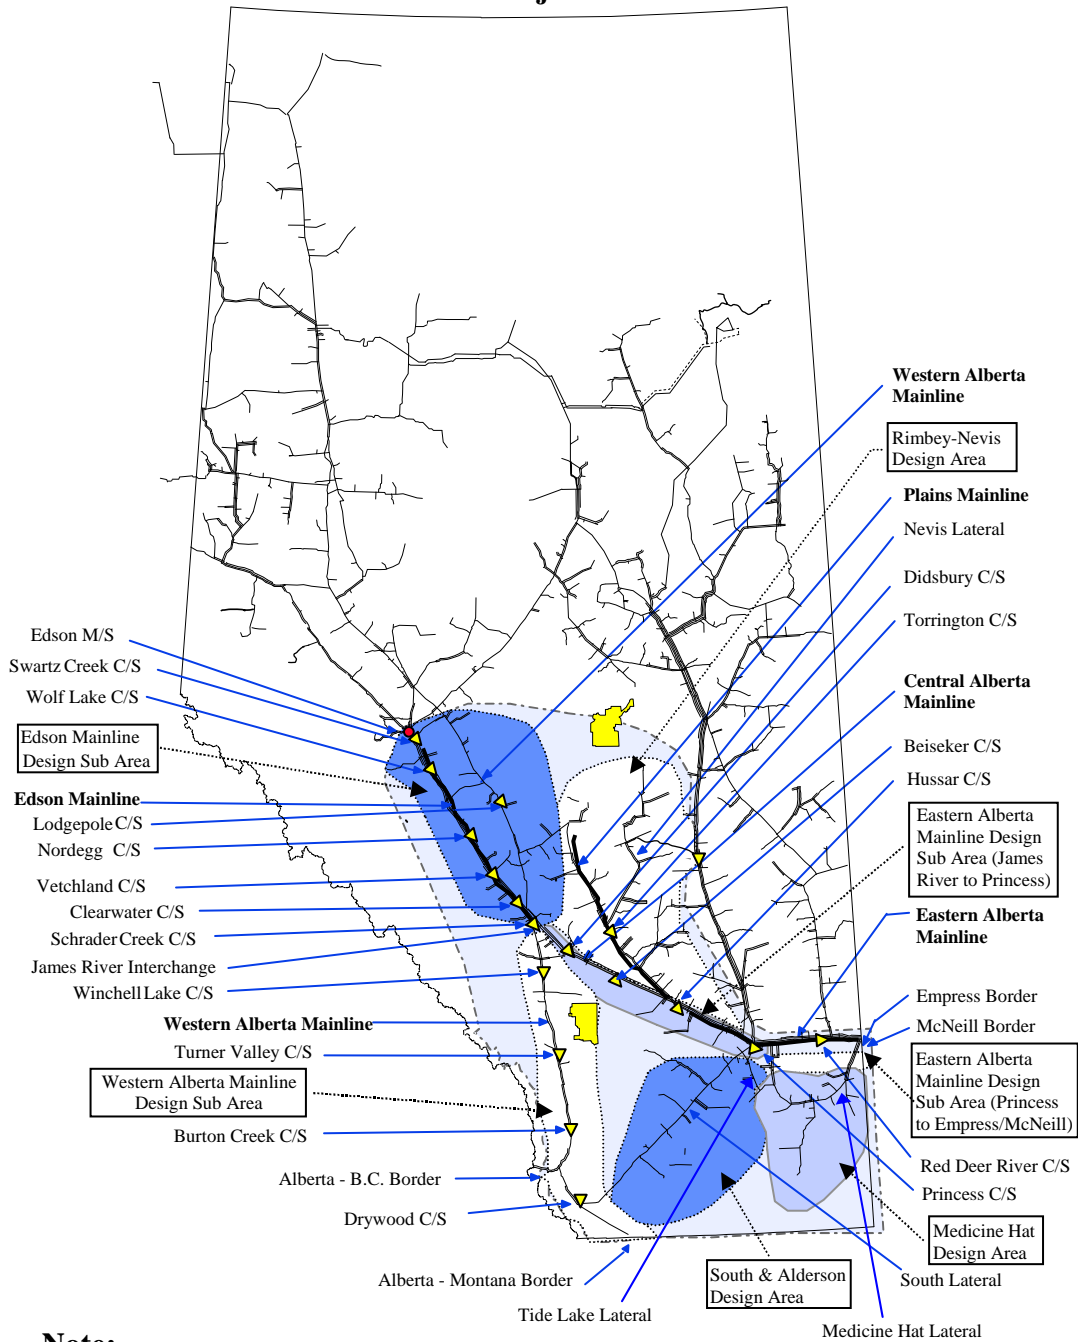 Western Alberta
Mainline
Rimbey-Nevis
Design Area
Plains Mainline
Nevis Lateral
Didsbury C/S
Torrington C/S
Central Alberta
Mainline
Beiseker C/S
Hussar C/S
Eastern Alberta
Mainline Design
Sub Area (James
River to Princess)
Eastern Alberta
Mainline
Empress Border
McNeill Border
Eastern Alberta
Mainline Design
Sub Area (Princess
to Empress/McNeill)
Red Deer River C/S
Princess C/S
Medicine Hat
Design Area
South Lateral
Medicine Hat Lateral
Edson M/S
Swartz Creek C/S
Wolf Lake C/S
Edson Mainline
Design Sub Area
Edson Mainline
Lodgepole C/S
Nordegg C/S
Vetchland C/S
Clearwater C/S
Schrader Creek C/S
James River Interchange
Winchell Lake C/S
Western Alberta Mainline
Turner Valley C/S
Western Alberta Mainline
Design Sub Area
Burton Creek C/S
Alberta - B.C. Border
Drywood C/S
Alberta - Montana Border
South & Alderson
Design Area
Tide Lake Lateral
Note: